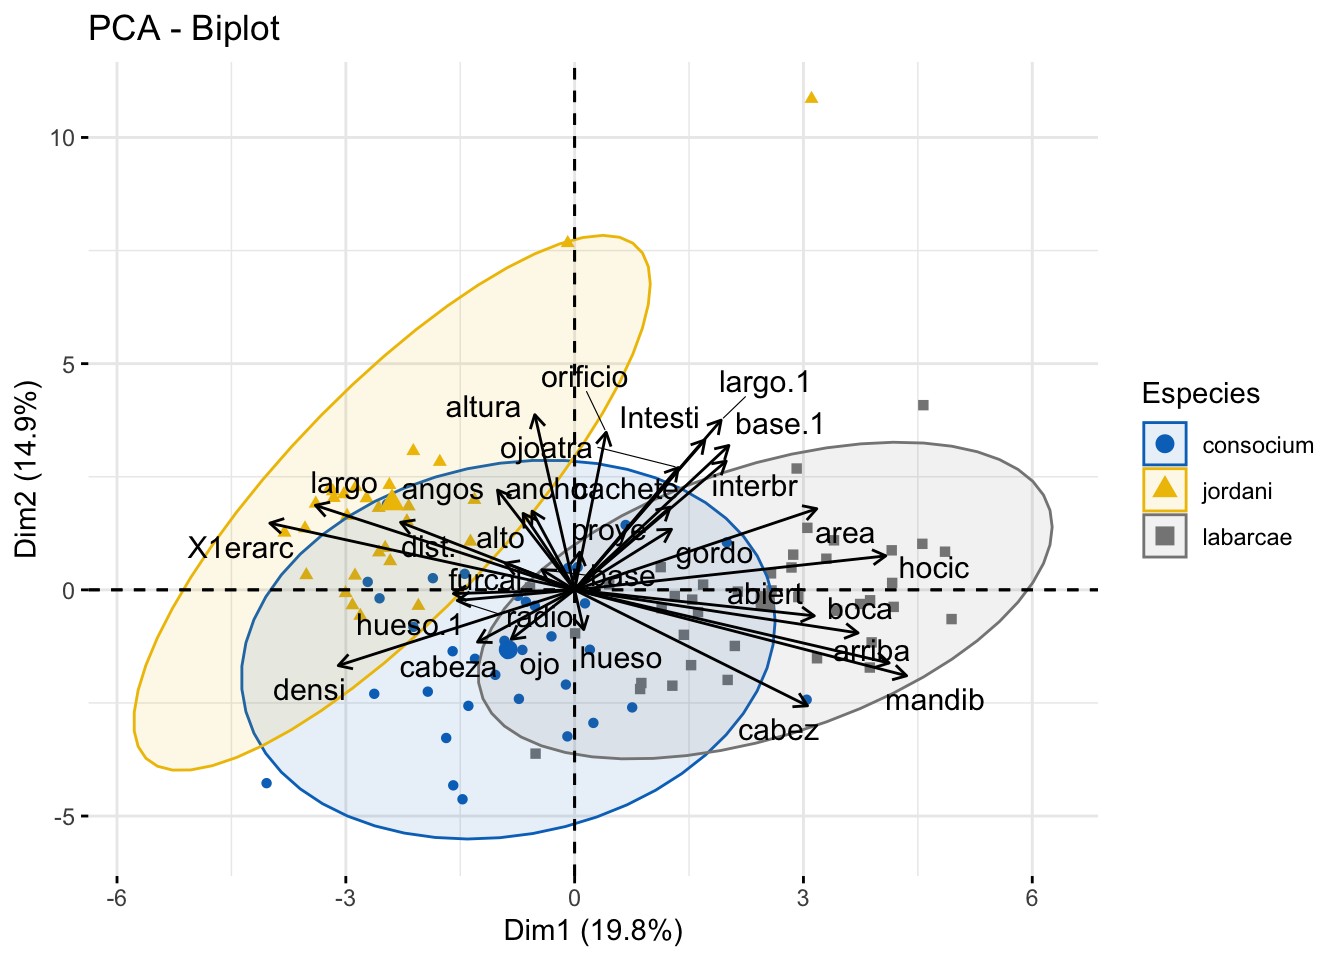 PCA - Biplot
10
5
0
-5
-6
-3
0
3
6
Dim2 (14.9%)
Dim1 (19.8%)
orificio
largo.1
altura
Intesti
base.1
ojoatra
largo
angos
ancho
cachete
interbr
X1erarc
dist.
alto
proye
gordo
area
hocic
furcal
base
abiert
boca
hueso.1
radio
arriba
cabeza
ojo
hueso
densi
mandib
cabez
Especies
consocium
jordani
labarcae